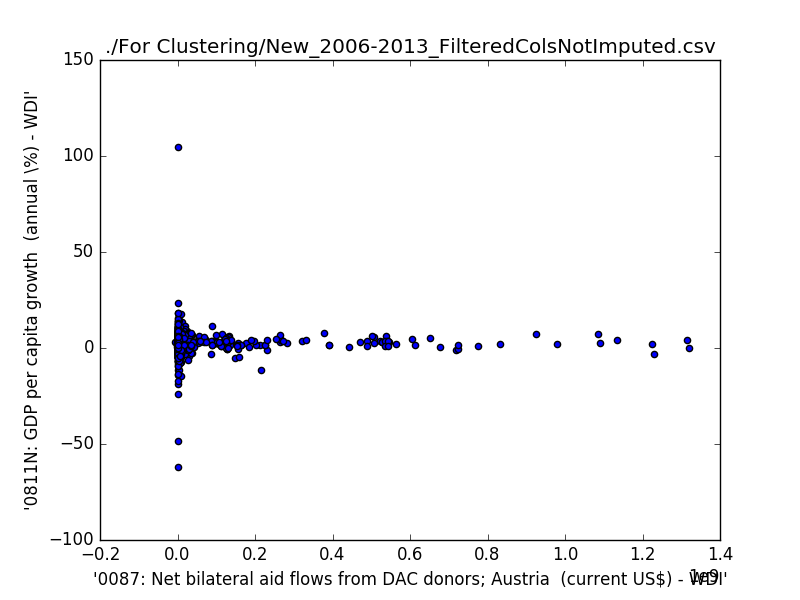 ./For Clustering/New_2006-2013_FilteredColsNotImputed.csv
150
100
50
0
−50
−100
'0811N: GDP per capita growth  (annual \%) - WDI'
−0.2 0.0 0.2 0.4 0.6 0.8 1.0 1.2 1.4
1e9
'0087: Net bilateral aid flows from DAC donors; Austria  (current US$) - WDI'